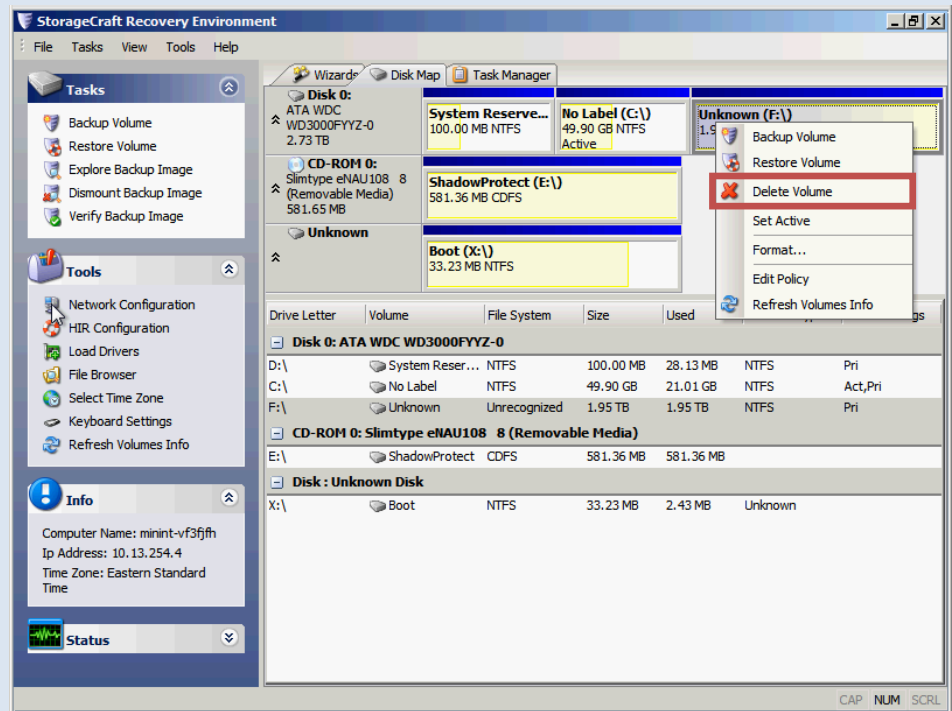 StorageCraft Recovery Environment
File Tasks View Tools Help
Tasks
Backup Volume
Restore Volume
Explore Backup Image
Dismount Backup Image
Verify Backup Image
Tools
Network Configuration
HIR Configuration
Load Drivers
File Browser
Select Time Zone
Keyboard Settings
Refresh Volumes Info
Info
Computer Name: minint-vf3fjfh
Ip Address: 10.13.254.4
Time Zone: Eastern Standard
Time
Status
Wizards Disk Map Task Manager
Disk 0:
ATA WDC
WD3000FYYZ-0
2.73 TB
System Reserve...
100.00 MB NTFS
No Label (C:\)
49.90 GB NTFS
Active
Unknown (F:\)
1.9
CD-ROM 0:
Slimtype eNAU108 8
(Removable Media)
581.65 MB
ShadowProtect (E:\)
581.36 MB CDFS
Unknown
Boot (X:\)
33.23 MB NTFS
Backup Volume
Restore Volume
Delete Volume
Set Active
Format...
Edit Policy
Refresh Volumes Info
Drive Letter Volume File System Size Used
Disk 0: ATA WDC WD3000FYYZ-0
D:\ System Reser... NTFS 100.00 MB 28.13 MB NTFS Pri
C:\ No Label NTFS 49.90 GB 21.01 GB NTFS Act,Pri
F:\ Unknown Unrecognized 1.95 TB 1.95 TB NTFS Pri
CD-ROM 0: Slimtype eNAU108 8 (Removable Media)
E:\ ShadowProtect CDFS 581.36 MB 581.36 MB
Disk : Unknown Disk
X:\ Boot NTFS 33.23 MB 2.43 MB Unknown
CAP NUM SCRL